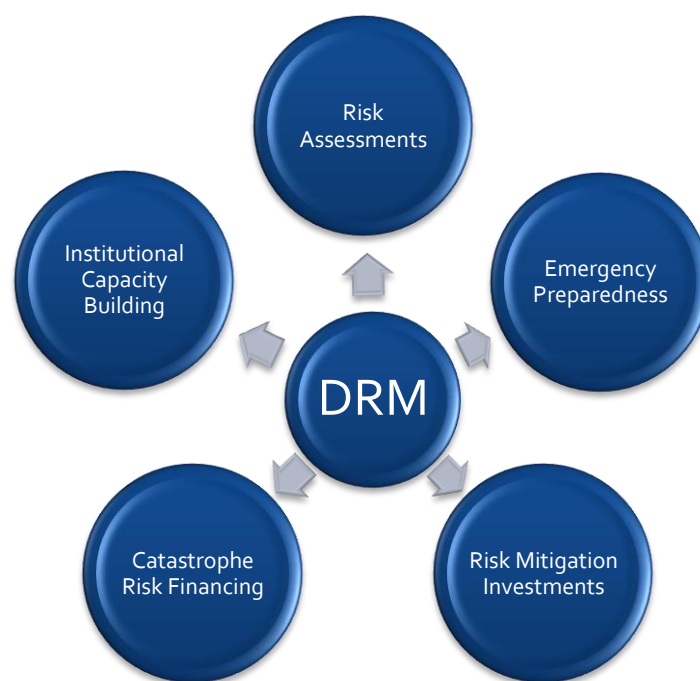 Risk
Assessments
Emergency
Preparedness
Risk Mitigation
Investments
Catastrophe
Risk Financing
Institutional
Capacity
Building
DRM